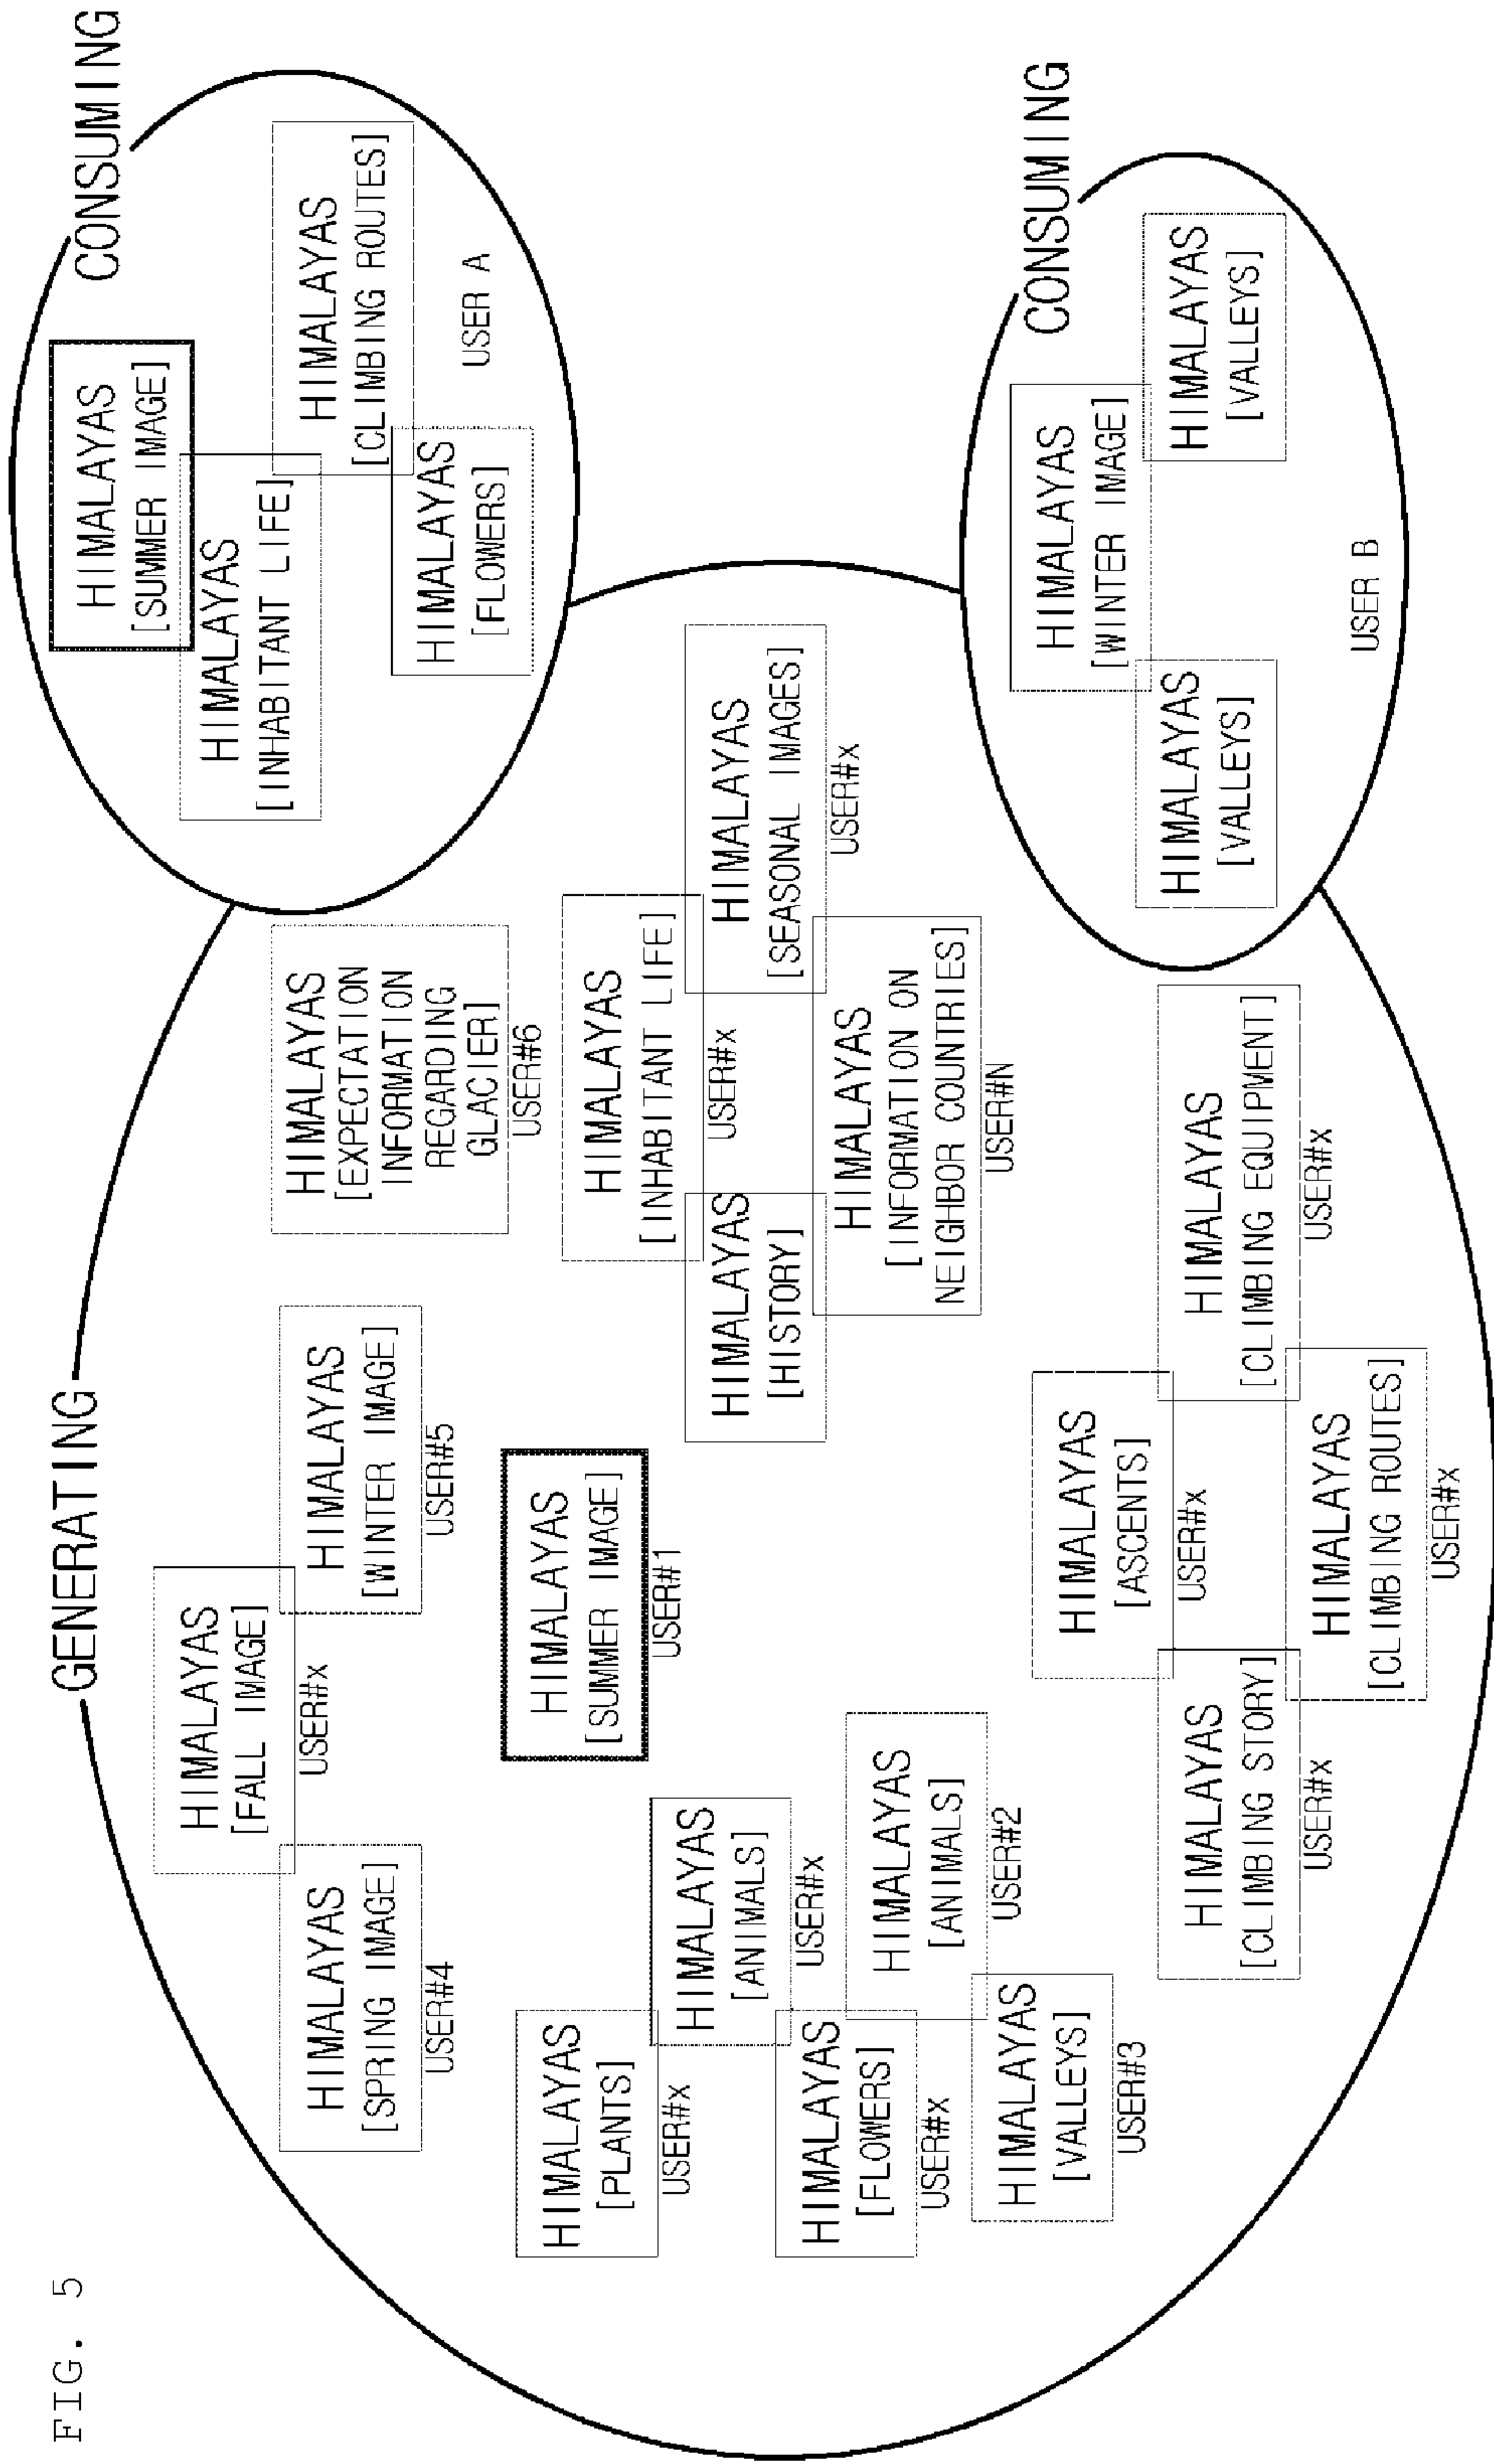 FIG. 5
GENERATING
HIMALAYAS
[SPRING IMAGE]
USER#4
HIMALAYAS
[FALL IMAGE]
USER#x
HIMALAYAS
[WINTER IMAGE]
USER#5
HIMALAYAS
[EXPECTATION
INFORMATION
REGARDING
GLACIER]
USER#6
HIMALAYAS
[SUMMER IMAGE]
USER#1
HIMALAYAS
[PLANTS]
USER#x
HIMALAYAS
[ANIMALS]
USER#x
HIMALAYAS
[FLOWERS]
USER#x
HIMALAYAS
[ANIMALS]
USER#2
HIMALAYAS
[VALLEYS]
USER#3
HIMALAYAS
[INHABITANT LIFE]
USER#x
HIMALAYAS
[HISTORY]
HIMALAYAS
[SEASONAL IMAGES]
USER#x
HIMALAYAS
[INFORMATION ON
NEIGHBOR COUNTRIES]
USER#N
HIMALAYAS
[ASCENTS]
USER#x
HIMALAYAS
[CLIMBING STORY]
USER#x
HIMALAYAS
[CLIMBING EQUIPMENT]
USER#x
HIMALAYAS
[CLIMBING ROUTES]
USER#x
CONSUMING
HIMALAYAS
[SUMMER IMAGE]
HIMALAYAS
[INHABITANT LIFE]
HIMALAYAS
[CLIMBING ROUTES]
HIMALAYAS
[FLOWERS]
USER A
CONSUMING
HIMALAYAS
[WINTER IMAGE]
HIMALAYAS
[VALLEYS]
HIMALAYAS
[VALLEYS]
USER B